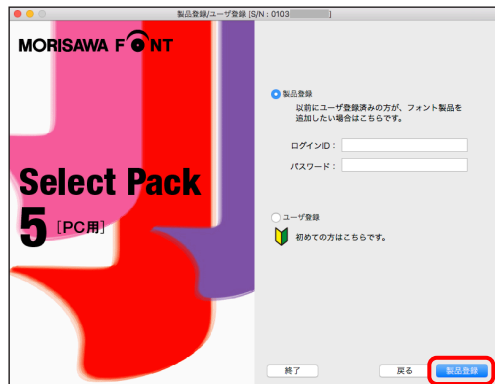 製品登録/ユーザ登録 [S/N : 0103 ]
MORISAWA FONT
Select Pack
5 [PC用]
製品登録
以前にユーザ登録済みの方が、フォント製品を
追加したい場合はこちらです。
ログインID：
パスワード：
ユーザ登録
初めての方はこちらです。
終了
戻る
製品登録